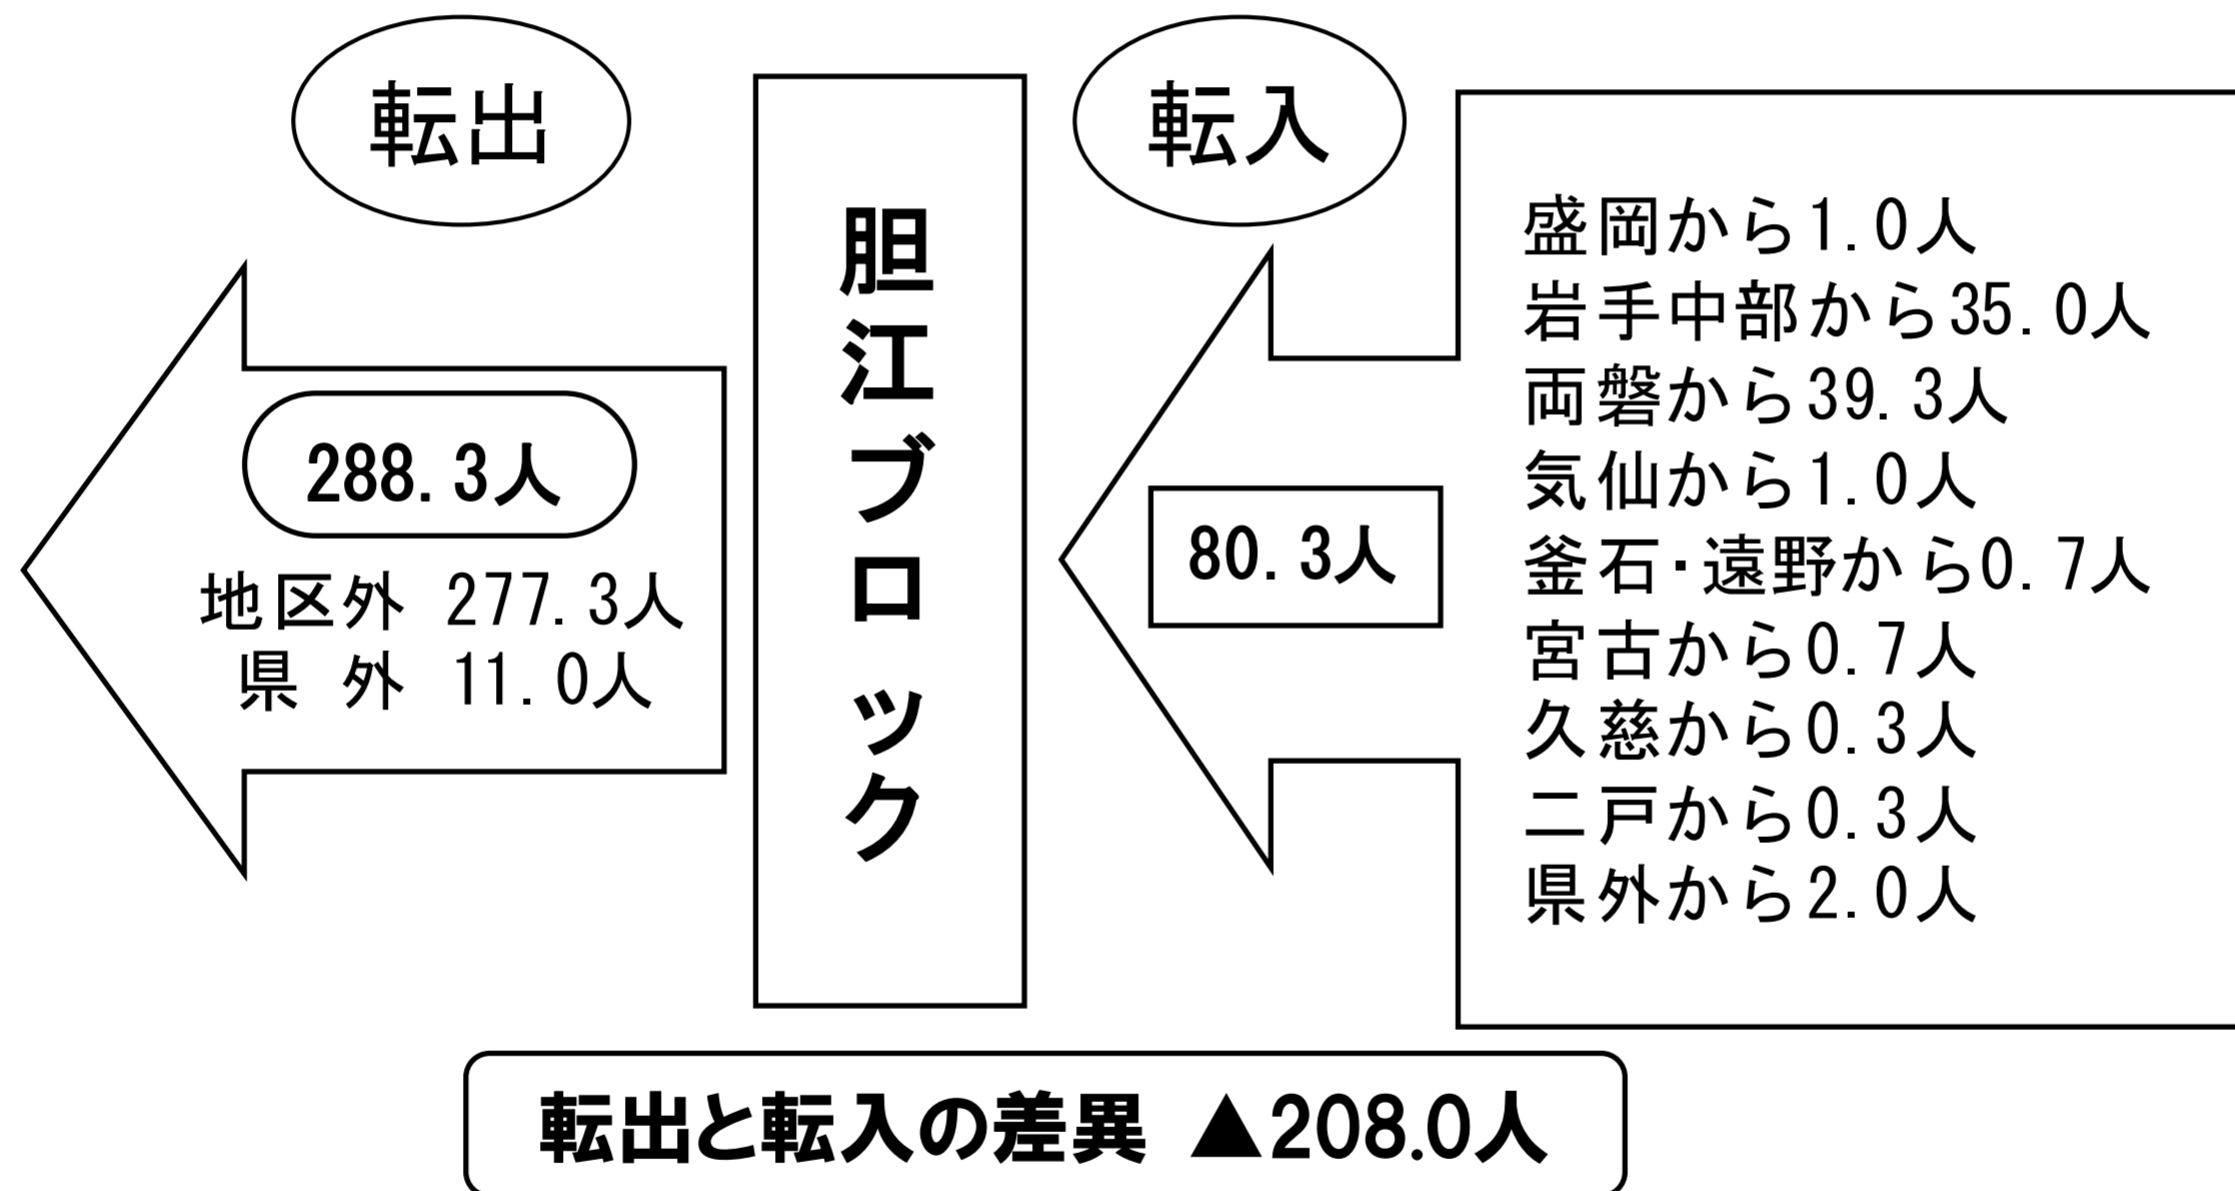 転出
288.3人
地区外 277.3人
県 外 11.0人
胆江ブロック
転入
80.3人
盛岡から1.0人
岩手中部から35.0人
両磐から39.3人
気仙から1.0人
釜石・遠野から0.7人
宮古から0.7人
久慈から0.3人
二戸から0.3人
県外から2.0人
転出と転入の差異 ▲208.0人